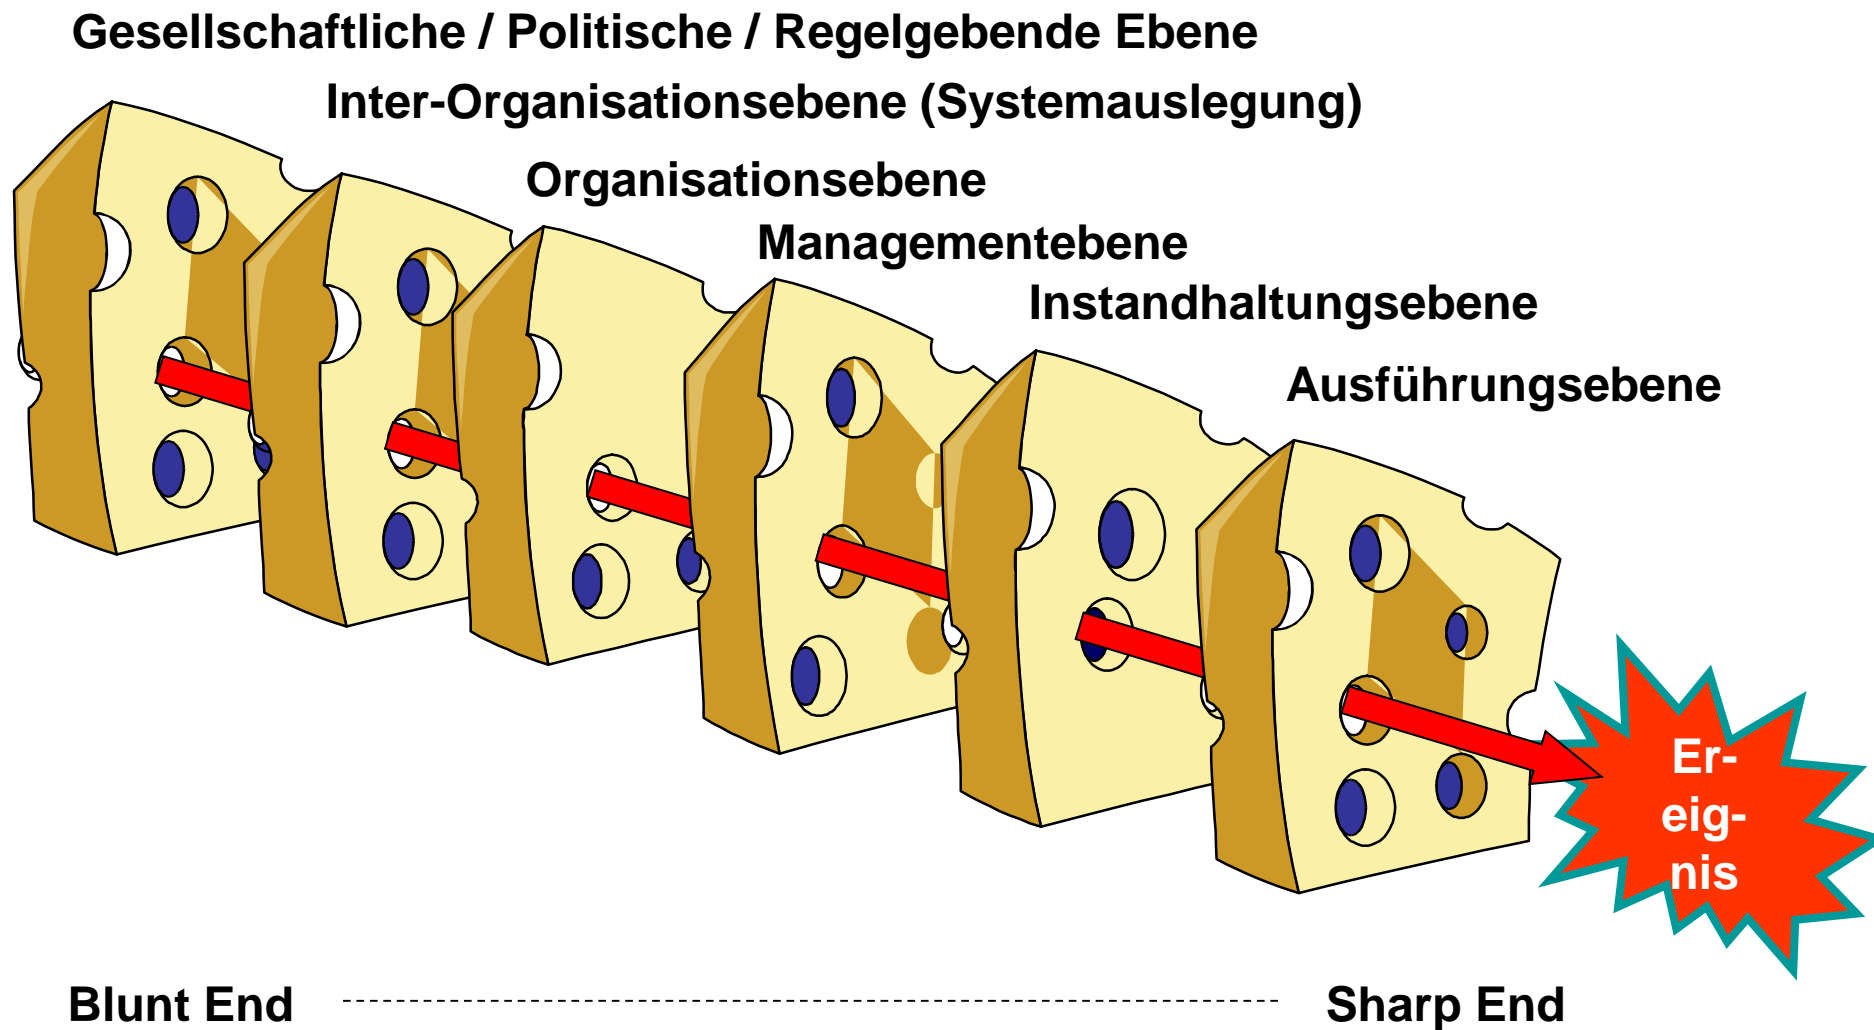 Gesellschaftliche / Politische / Regelgebende Ebene
Inter-Organisationsebene (Systemauslegung)
Organisationsebene
Managementebene
Instandhaltungsebene
Ausführungsebene
Er-
eig-
nis
Blunt End
Sharp End